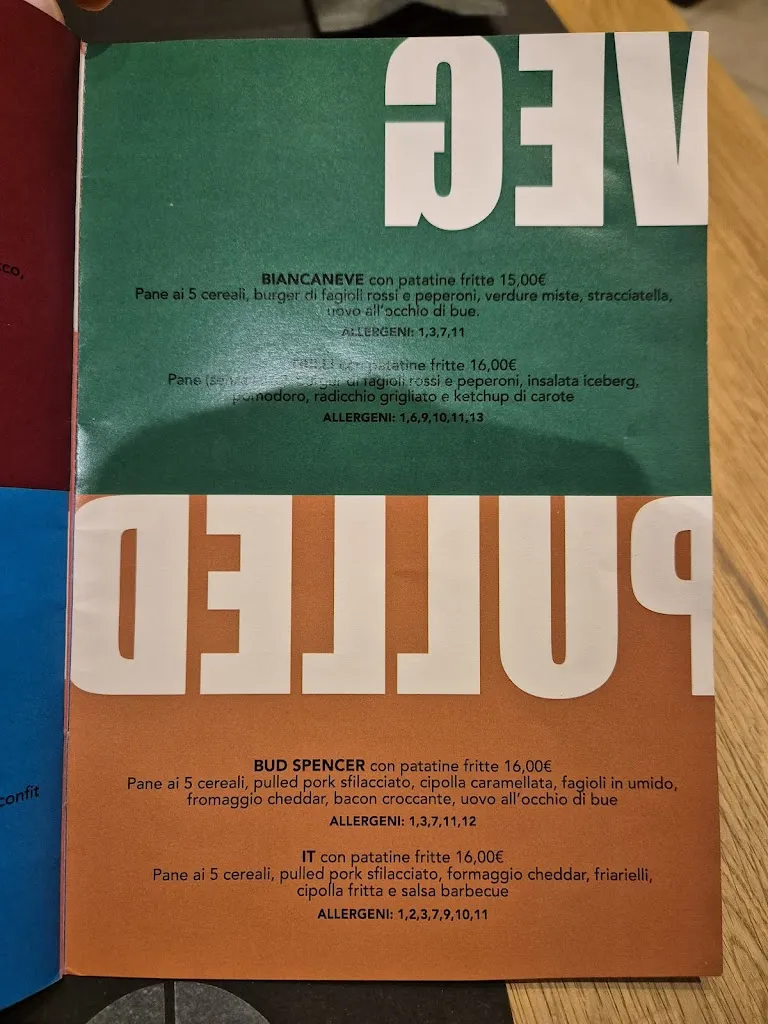 VEG
BIANCANEVE con patatine fritte 15,00€
Pane ai 5 cereali, burger di fagioli rossi e peperoni, verdure miste, stracciatella,
uovo all'occhio di bue.
ALLERGENI: 1,3,7,11
con patatine fritte 16,00€
Pane burger di fagioli rossi e peperoni, insalata iceberg,
pomodoro, radicchio grigliato e ketchup di carote
ALLERGENI: 1,6,9,10,11,13
PULLED
BUD SPENCER con patatine fritte 16,00€
Pane ai 5 cereali, pulled pork sfilacciato, cipolla caramellata, fagioli in umido,
fromaggio cheddar, bacon croccante, uovo all'occhio di bue
ALLERGENI: 1,3,7,11,12
IT con patatine fritte 16,00€
Pane ai 5 cereali, pulled pork sfilacciato, formaggio cheddar, friarielli,
cipolla fritta e salsa barbecue
ALLERGENI: 1,2,3,7,9,10,11
confit